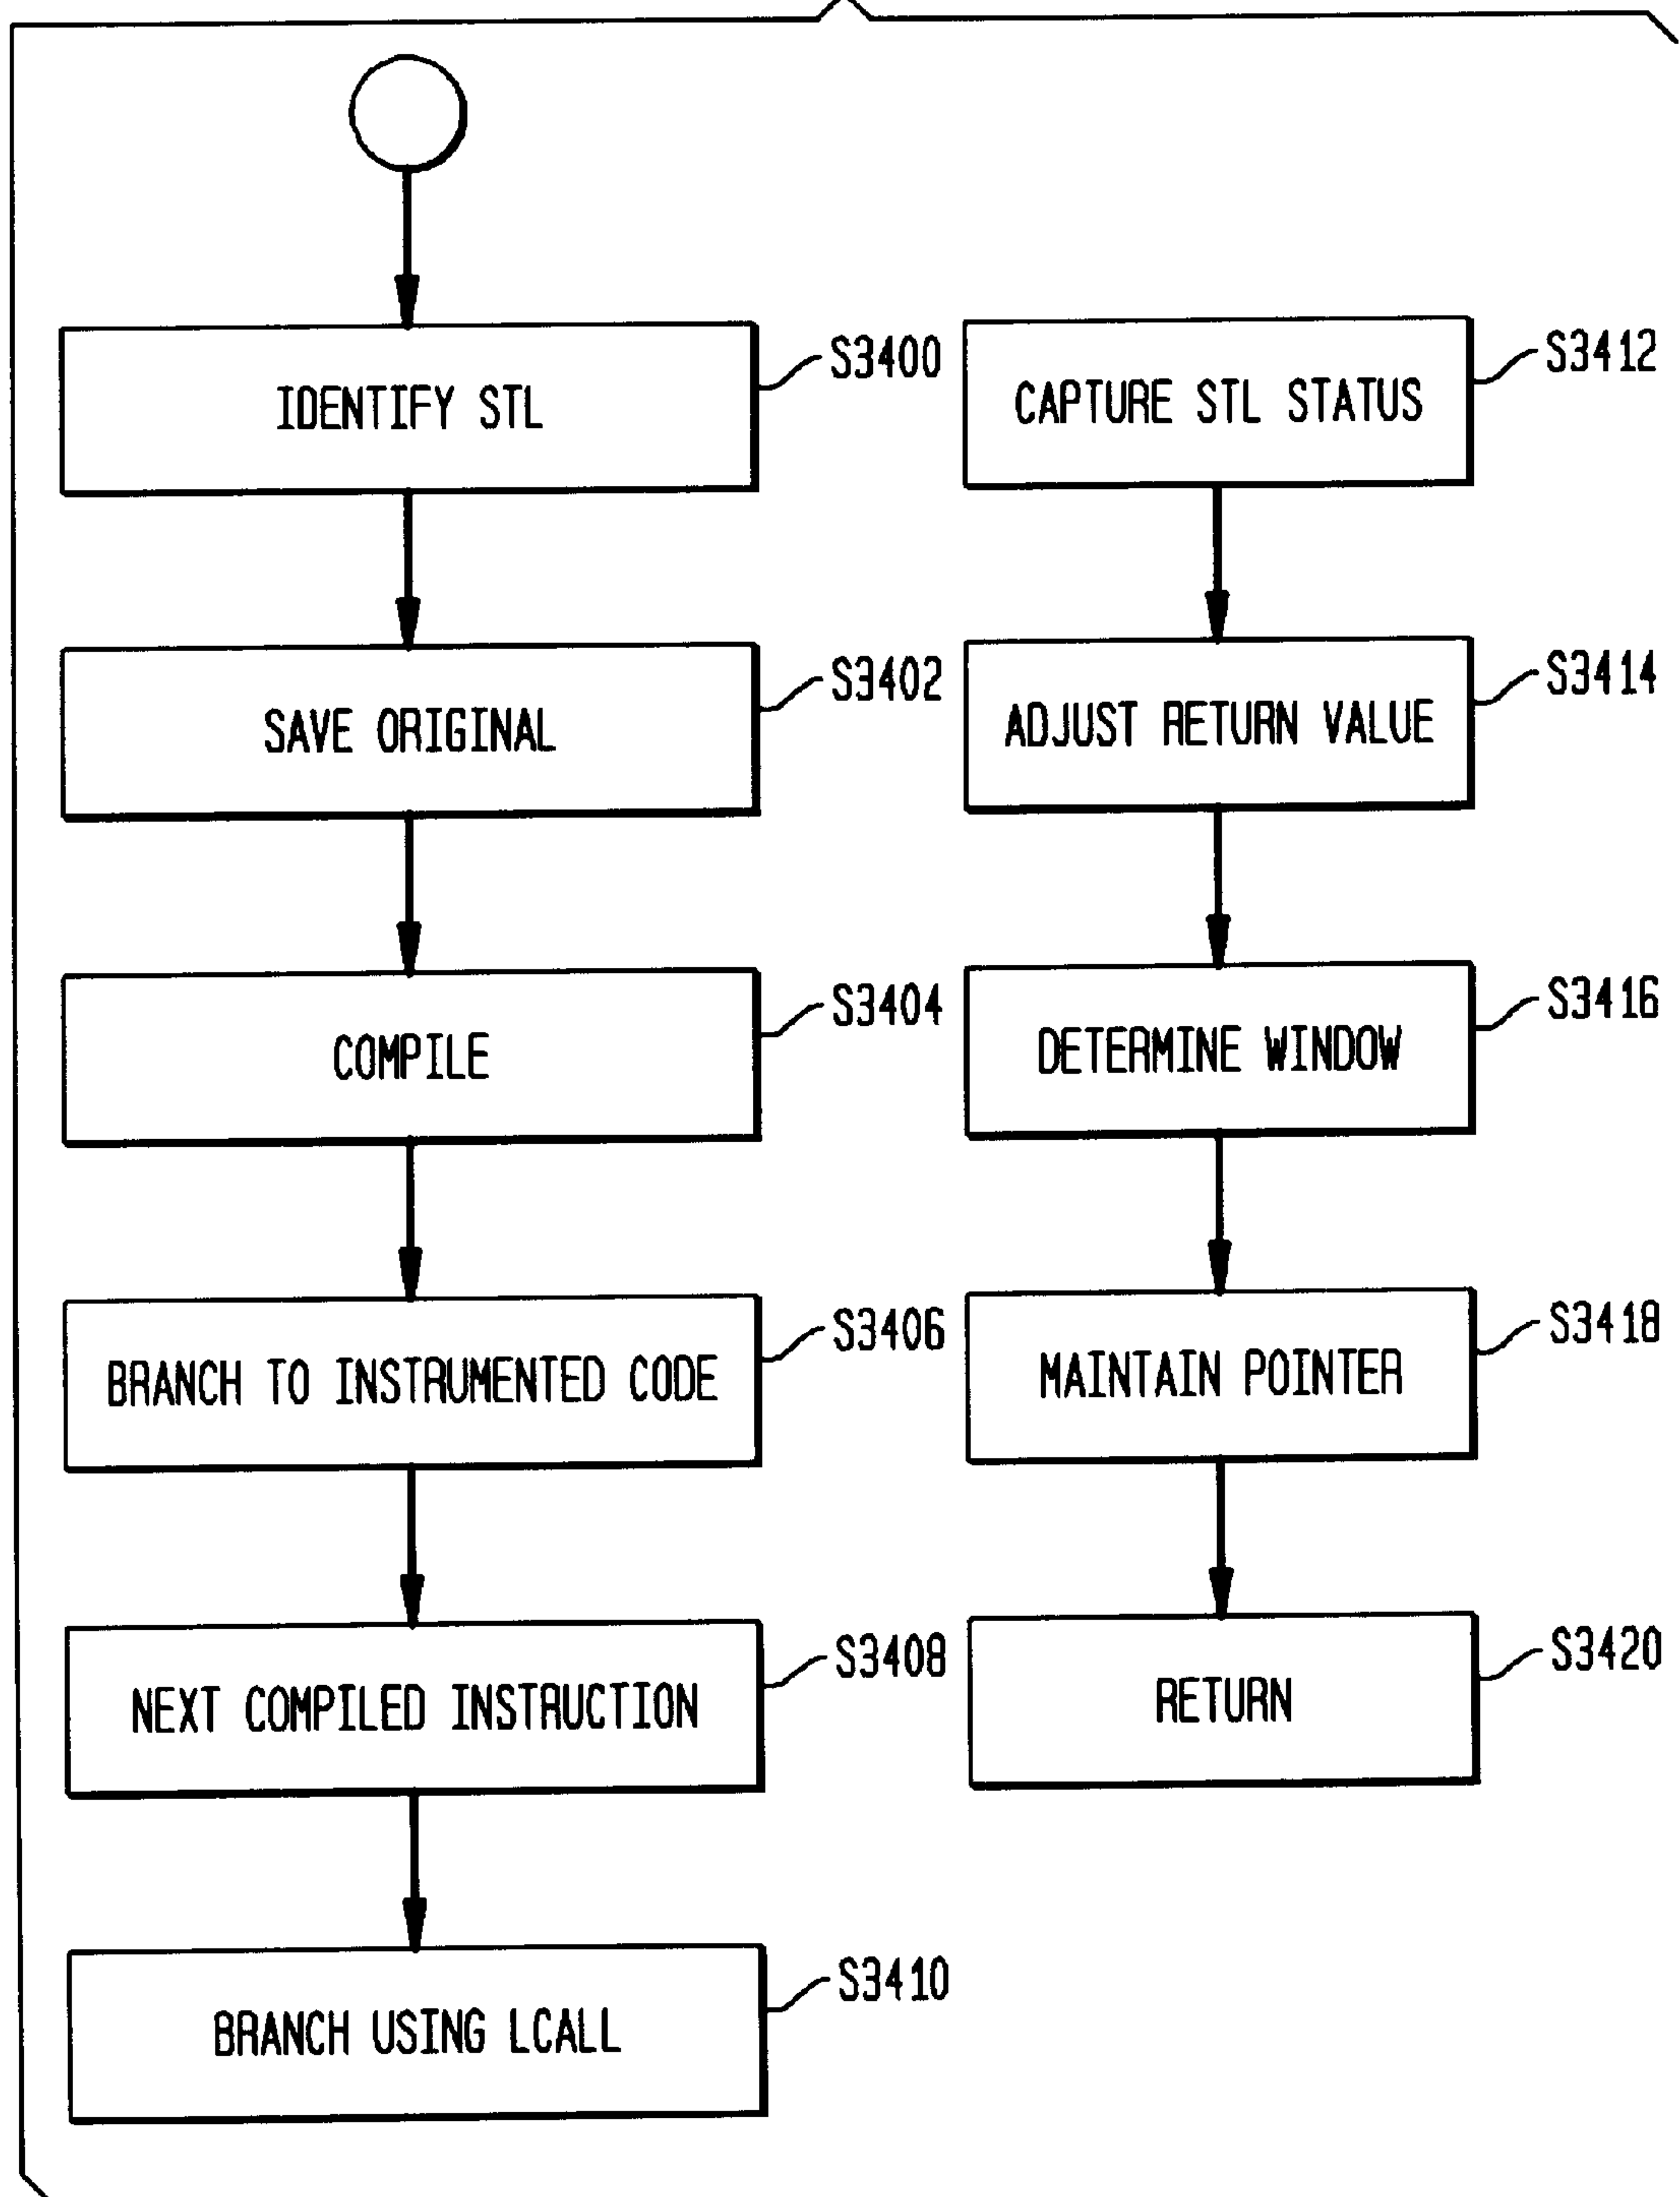 IDENTIFY STL
S3400
SAVE ORIGINAL
S3402
COMPILE
S3404
BRANCH TO INSTRUMENTED CODE
S3406
NEXT COMPILED INSTRUCTION
S3408
BRANCH USING LCALL
S3410
CAPTURE STL STATUS
S3412
ADJUST RETURN VALUE
S3414
DETERMINE WINDOW
S3416
MAINTAIN POINTER
S3418
RETURN
S3420